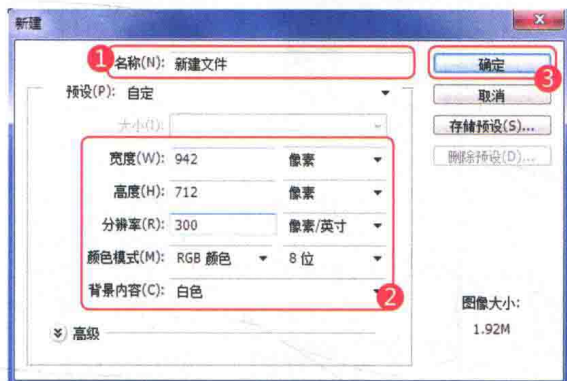 新建
1 名称(N): 新建文件
确定
3
预设(P): 自定
取消
大小(I):
存储预设(S)...
宽度(W): 942 像素
删除预设(D)...
高度(H): 712 像素
分辨率(R): 300 像素/英寸
颜色模式(M): RGB 颜色 8 位
背景内容(C): 白色
2
图像大小:
1.92M
高级